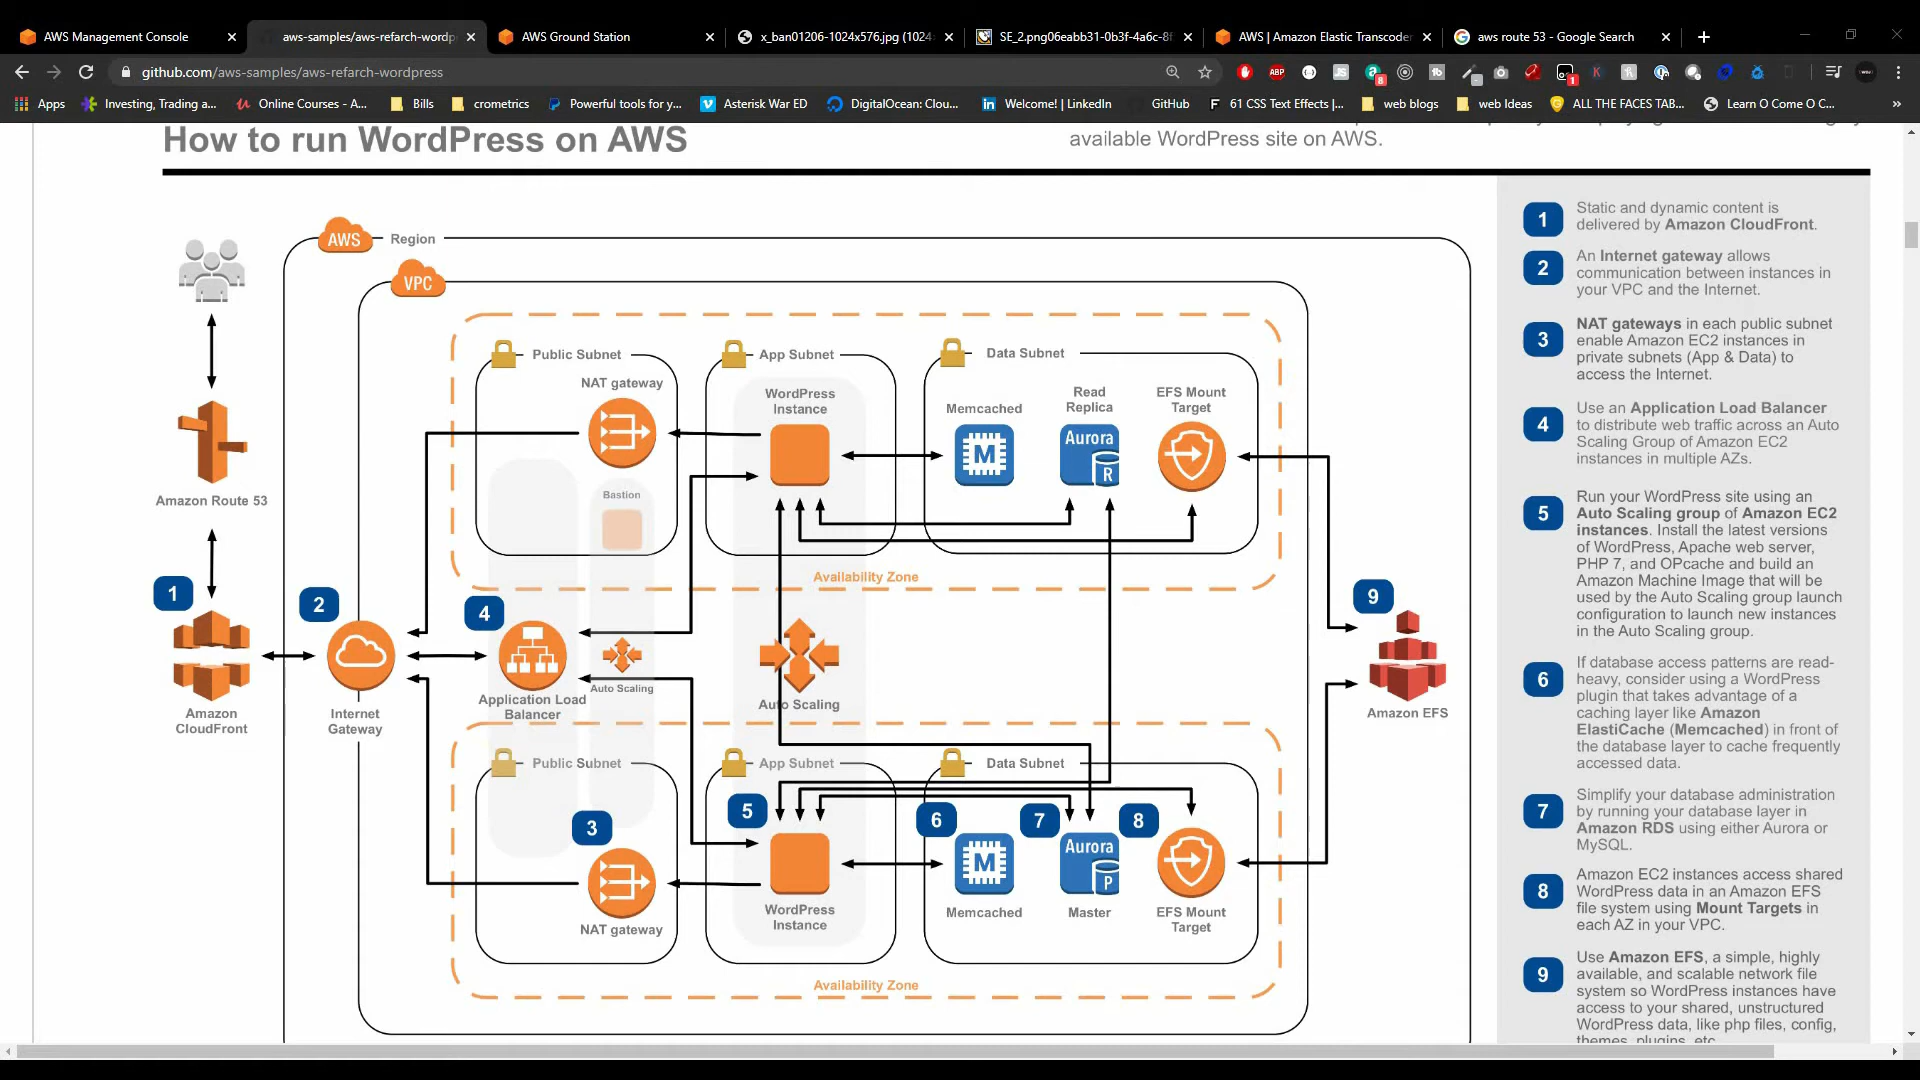 AWS Management Console
aws-samples/aws-refarch-wordp
AWS Ground Station
x_ban01206-1024x576.jpg (1024
SE_2.png06eabb31-0b3f-4a6c-8f
AWS | Amazon Elastic Transcoder
aws route 53 - Google Search
github.com/aws-samples/aws-refarch-wordpress
Apps
Investing, Trading a...
Online Courses - A...
Bills
crometrics
Powerful tools for y...
Asterisk War ED
DigitalOcean: Clou...
Welcome! | LinkedIn
GitHub
61 CSS Text Effects |...
web blogs
web Ideas
ALL THE FACES TAB...
Learn O Come O C...
How to run WordPress on AWS
available WordPress site on AWS.
AWS
Region
VPC
Public Subnet
App Subnet
Data Subnet
NAT gateway
WordPress
Instance
Memcached
Read
Replica
EFS Mount
Target
M
Aurora
R
Bastion
Amazon Route 53
Availability Zone
1
2
4
9
Application Load
Balancer
Auto Scaling
Auto Scaling
Amazon
CloudFront
Internet
Gateway
Amazon EFS
Public Subnet
App Subnet
Data Subnet
3
5
6
7
8
M
Aurora
P
WordPress
Instance
Memcached
Master
EFS Mount
Target
NAT gateway
Availability Zone
1
Static and dynamic content is
delivered by Amazon CloudFront.
2
An Internet gateway allows
communication between instances in
your VPC and the Internet.
3
NAT gateways in each public subnet
enable Amazon EC2 instances in
private subnets (App & Data) to
access the Internet.
4
Use an Application Load Balancer
to distribute web traffic across an Auto
Scaling Group of Amazon EC2
instances in multiple AZs.
5
Run your WordPress site using an
Auto Scaling group of Amazon EC2
instances. Install the latest versions
of WordPress, Apache web server,
PHP 7, and OPcache and build an
Amazon Machine Image that will be
used by the Auto Scaling group launch
configuration to launch new instances
in the Auto Scaling group.
6
If database access patterns are read-
heavy, consider using a WordPress
plugin that takes advantage of a
caching layer like Amazon
ElastiCache (Memcached) in front of
the database layer to cache frequently
accessed data.
7
Simplify your database administration
by running your database layer in
Amazon RDS using either Aurora or
MySQL.
8
Amazon EC2 instances access shared
WordPress data in an Amazon EFS
file system using Mount Targets in
each AZ in your VPC.
9
Use Amazon EFS, a simple, highly
available, and scalable network file
system so WordPress instances have
access to your shared, unstructured
WordPress data, like php files, config,
themes, plugins, etc.